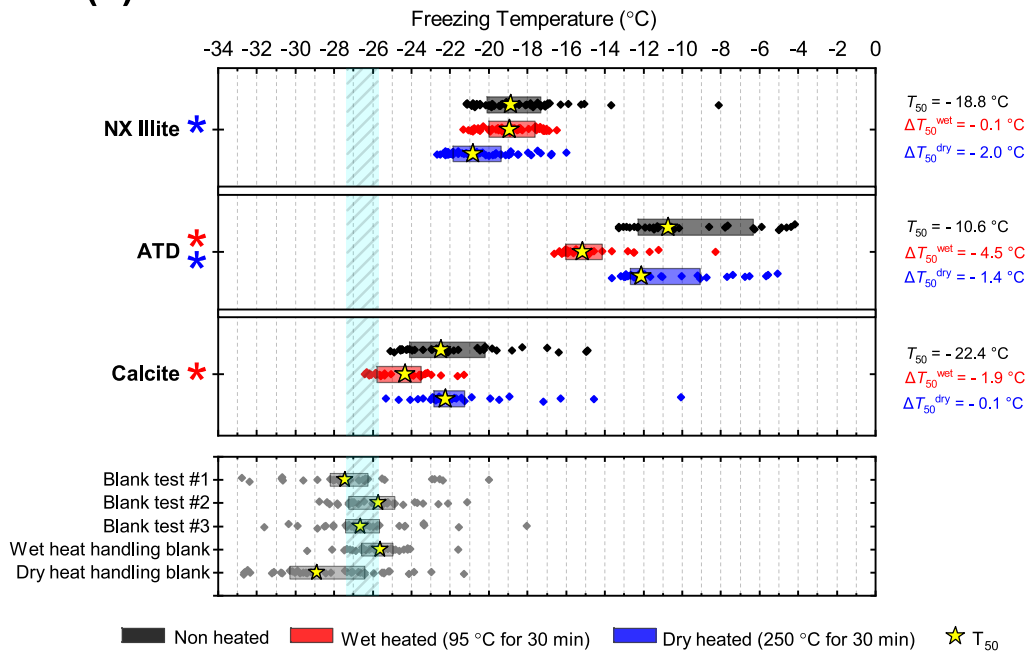 Freezing Temperature (°C)
-34 -32 -30 -28 -26 -24 -22 -20 -18 -16 -14 -12 -10 -8 -6 -4 -2 0
NX Illite *
T50 = - 18.8 °C
ΔT50wet = - 0.1 °C
ΔT50dry = - 2.0 °C
ATD * *
T50 = - 10.6 °C
ΔT50wet = - 4.5 °C
ΔT50dry = - 1.4 °C
Calcite *
T50 = - 22.4 °C
ΔT50wet = - 1.9 °C
ΔT50dry = - 0.1 °C
Blank test #1
Blank test #2
Blank test #3
Wet heat handling blank
Dry heat handling blank
Non heated Wet heated (95 °C for 30 min) Dry heated (250 °C for 30 min) T50